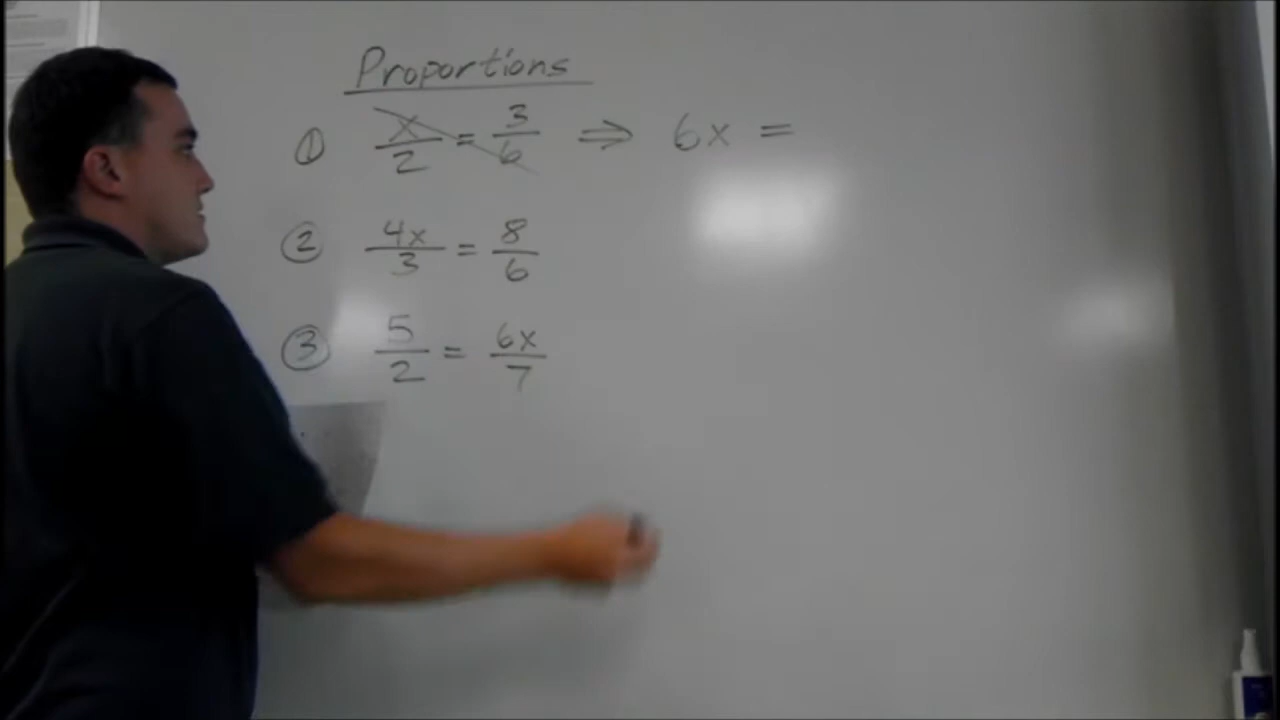 Proportions
① x/2 = 3/6 ⇒ 6x =
② 4x/3 = 8/6
③ 5/2 = 6x/7